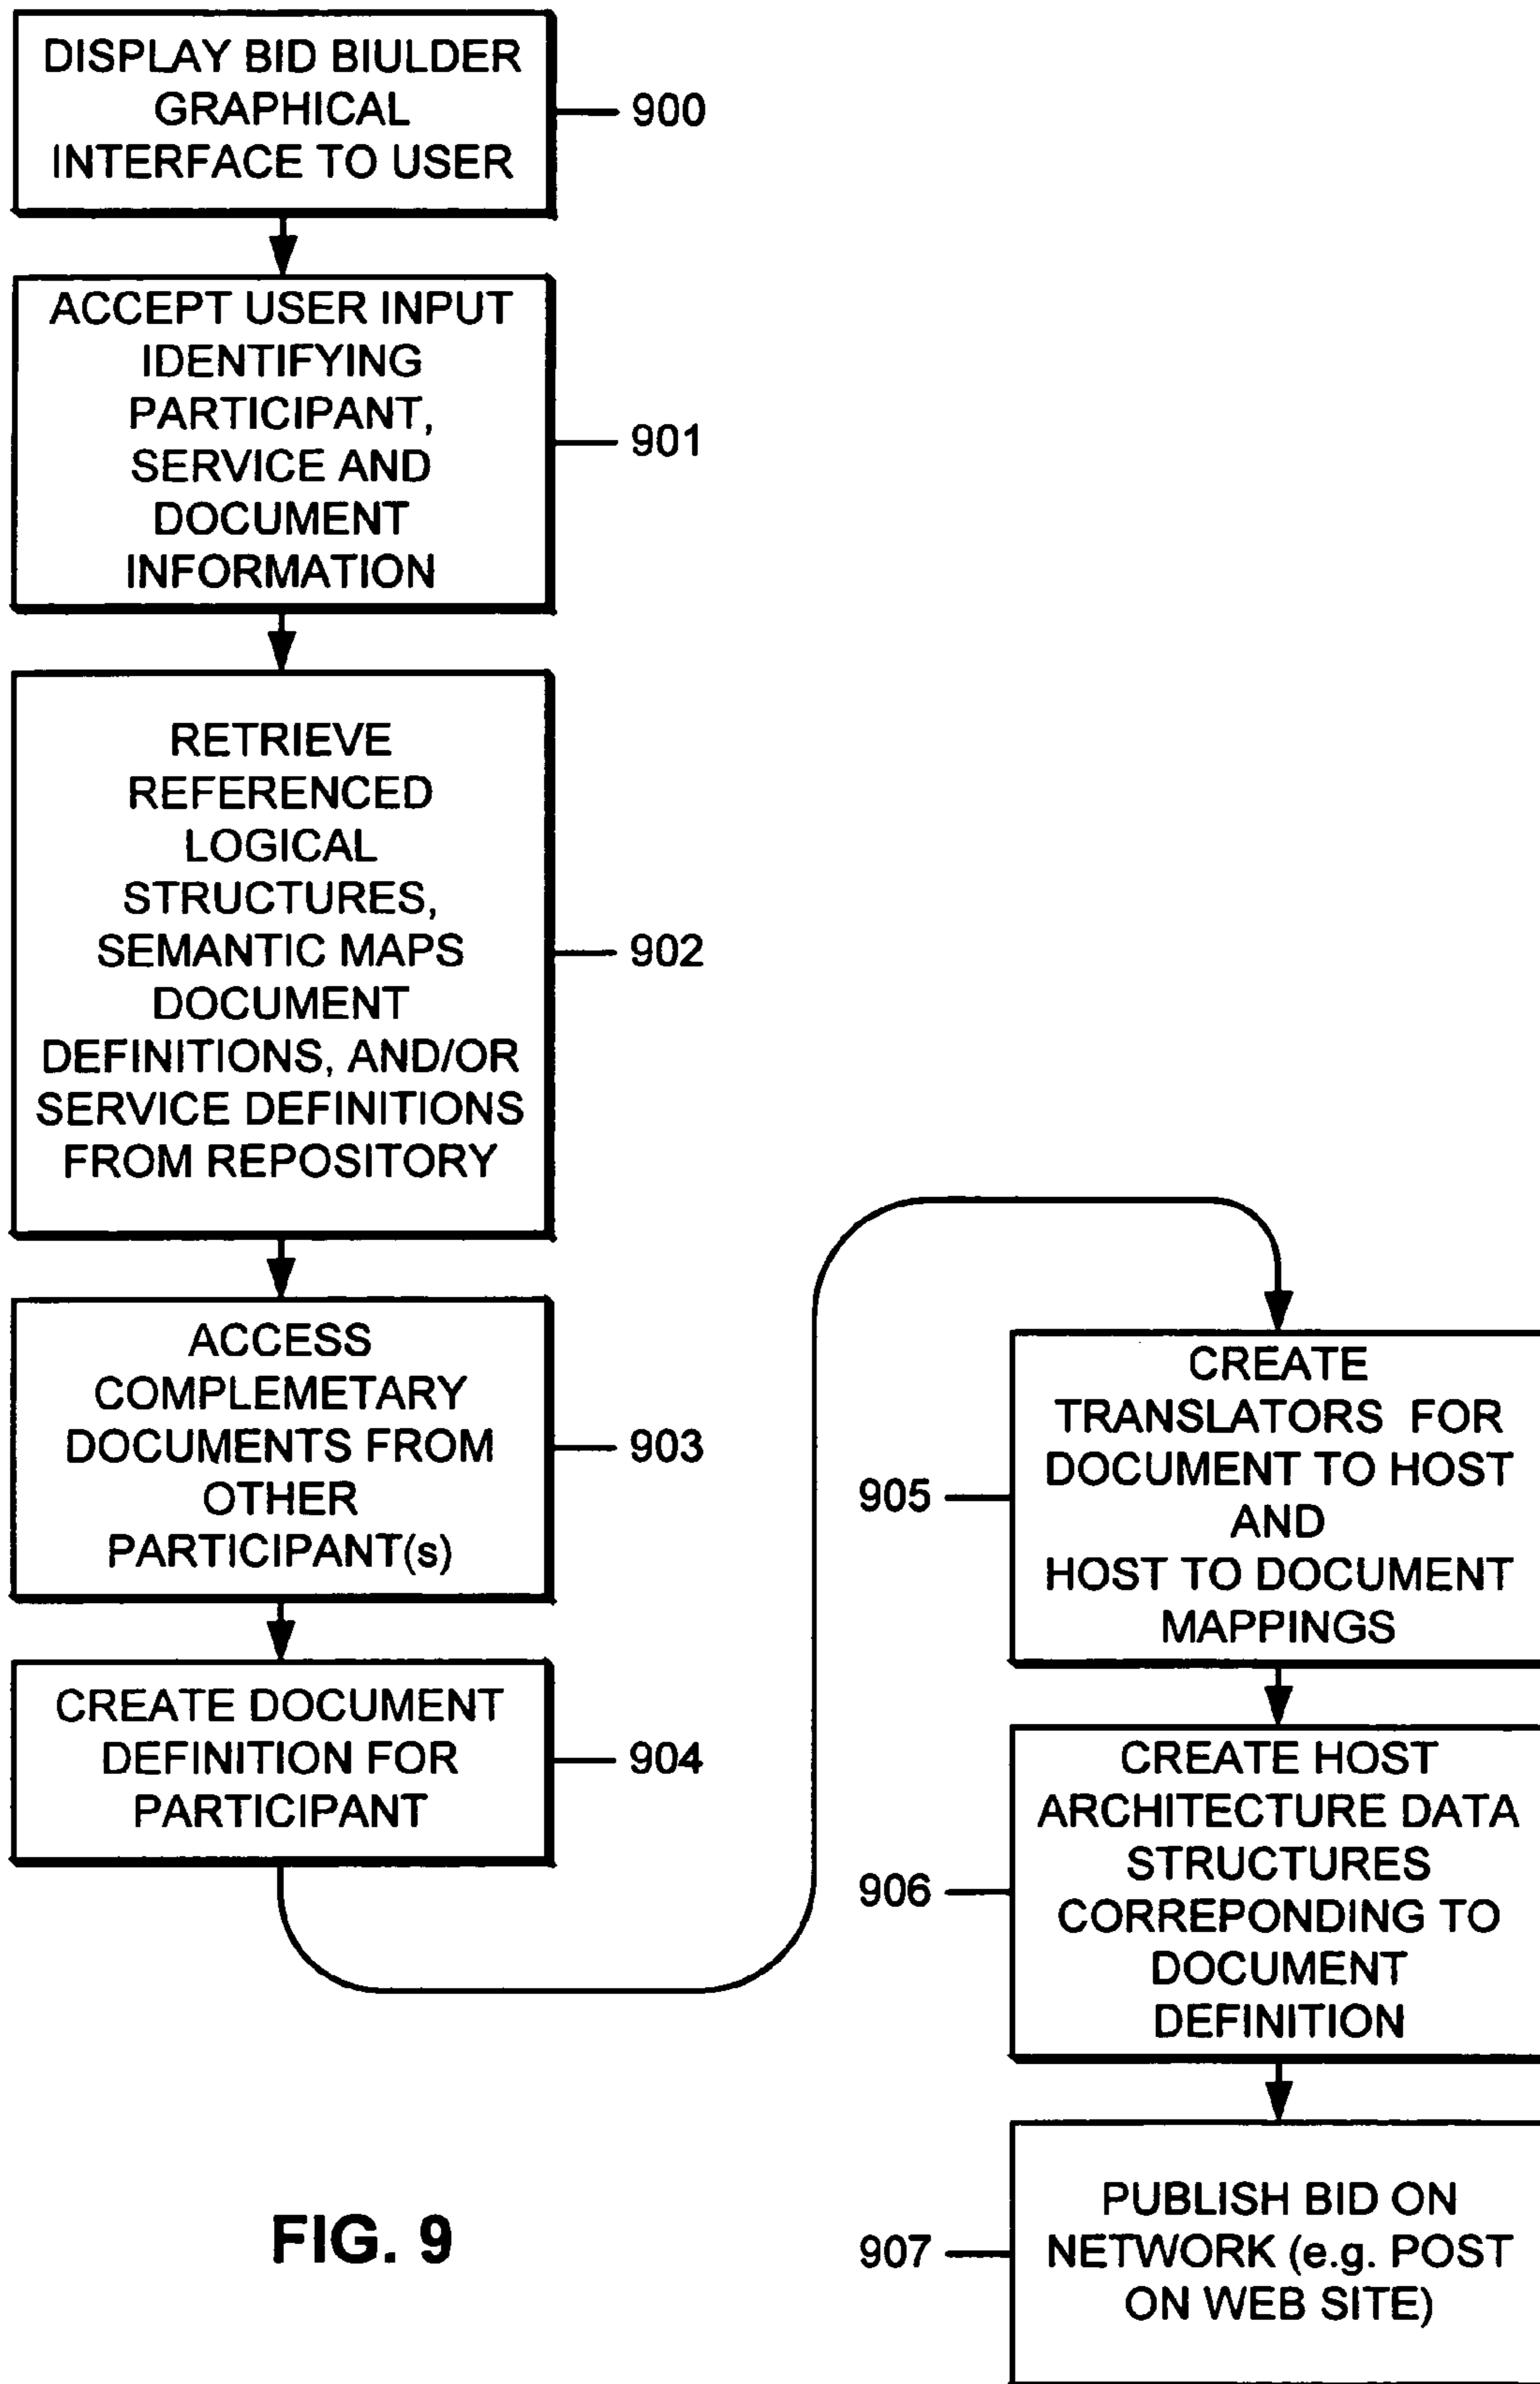 DISPLAY BID BIULDER
GRAPHICAL
INTERFACE TO USER
900
ACCEPT USER INPUT
IDENTIFYING
PARTICIPANT,
SERVICE AND
DOCUMENT
INFORMATION
901
RETRIEVE
REFERENCED
LOGICAL
STRUCTURES,
SEMANTIC MAPS
DOCUMENT
DEFINITIONS, AND/OR
SERVICE DEFINITIONS
FROM REPOSITORY
902
ACCESS
COMPLEMETARY
DOCUMENTS FROM
OTHER
PARTICIPANT(s)
903
CREATE DOCUMENT
DEFINITION FOR
PARTICIPANT
904
CREATE
TRANSLATORS FOR
DOCUMENT TO HOST
AND
HOST TO DOCUMENT
MAPPINGS
905
CREATE HOST
ARCHITECTURE DATA
STRUCTURES
CORREPONDING TO
DOCUMENT
DEFINITION
906
PUBLISH BID ON
NETWORK (e.g. POST
ON WEB SITE)
907
FIG. 9